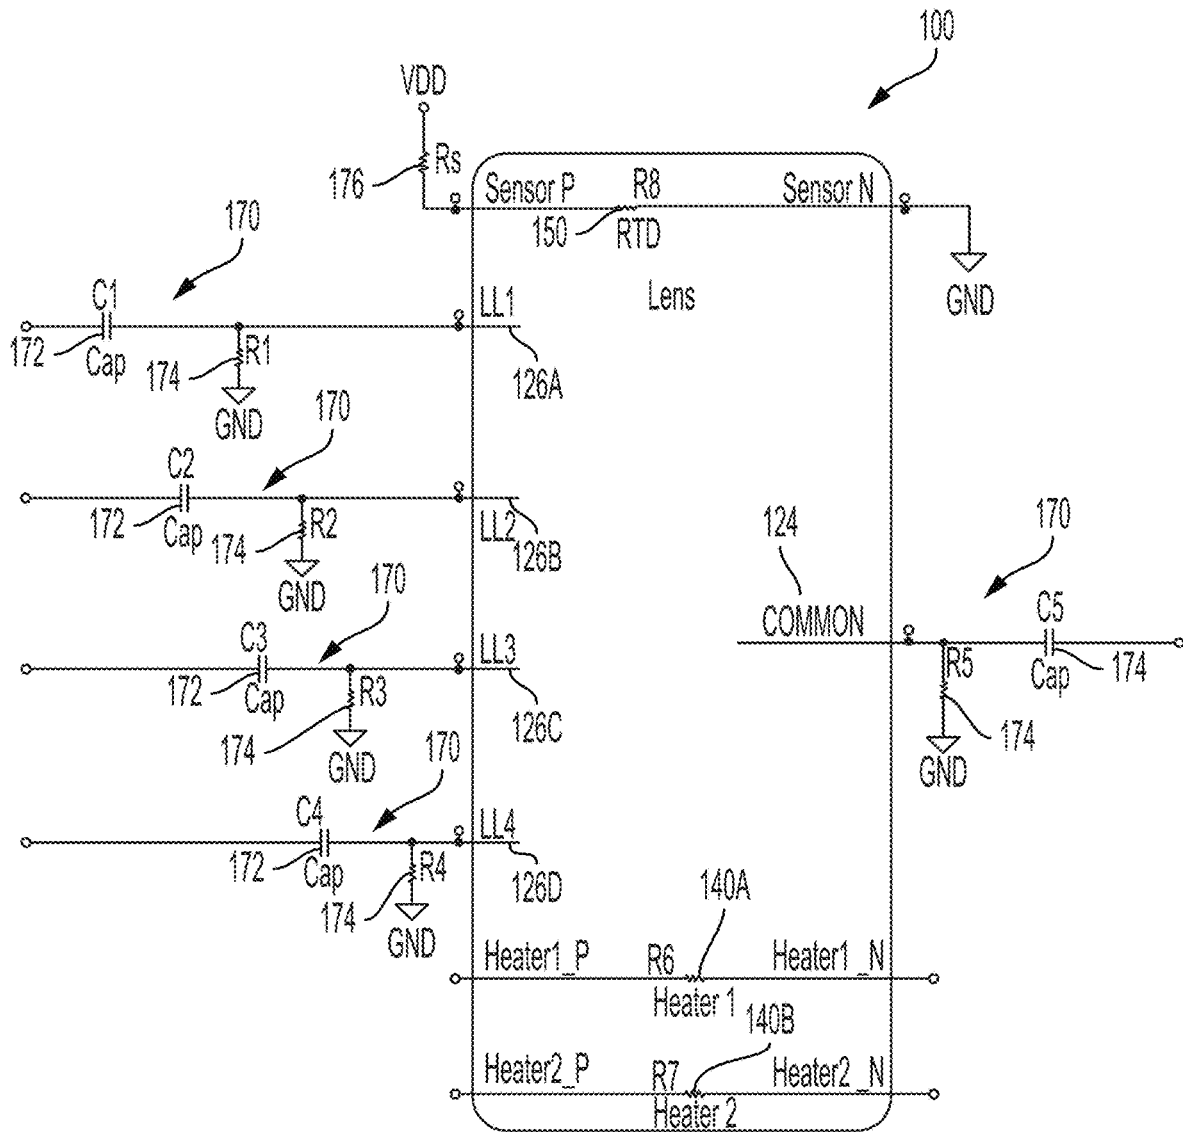 100
VDD
Rs
176
Sensor P
R8
Sensor N
150
RTD
GND
Lens
170
C1
172
Cap
174
R1
GND
LL1
126A
170
C2
172
Cap
174
R2
GND
LL2
126B
124
COMMON
170
C5
R5
Cap
174
174
GND
170
C3
172
Cap
R3
174
GND
LL3
126C
170
C4
172
Cap
R4
174
GND
LL4
126D
140A
Heater1_P
R6
Heater1_N
Heater 1
140B
Heater2_P
R7
Heater2_N
Heater 2